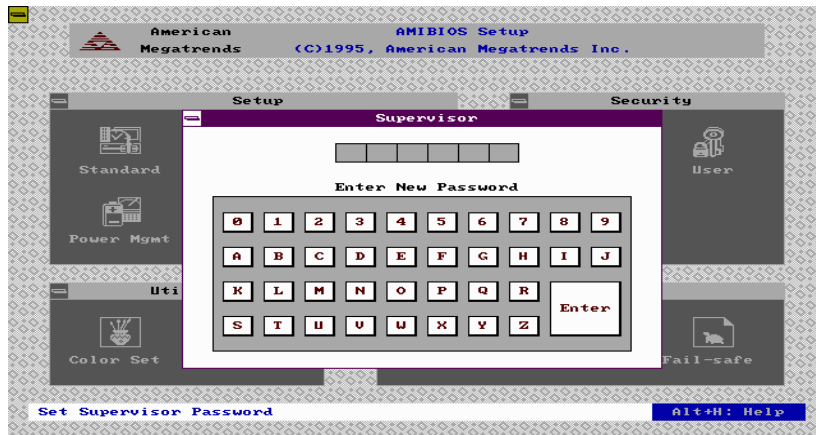 American
Megatrends
AMIBIOS Setup
(C)1995, American Megatrends Inc.
Setup
Security
Supervisor
Standard
User
Enter New Password
Power Mgmt
0 1 2 3 4 5 6 7 8 9
A B C D E F G H I J
K L M N O P Q R
Enter
S T U V W X Y Z
Uti
Color Set
Fail-safe
Set Supervisor Password
Alt+H: Help